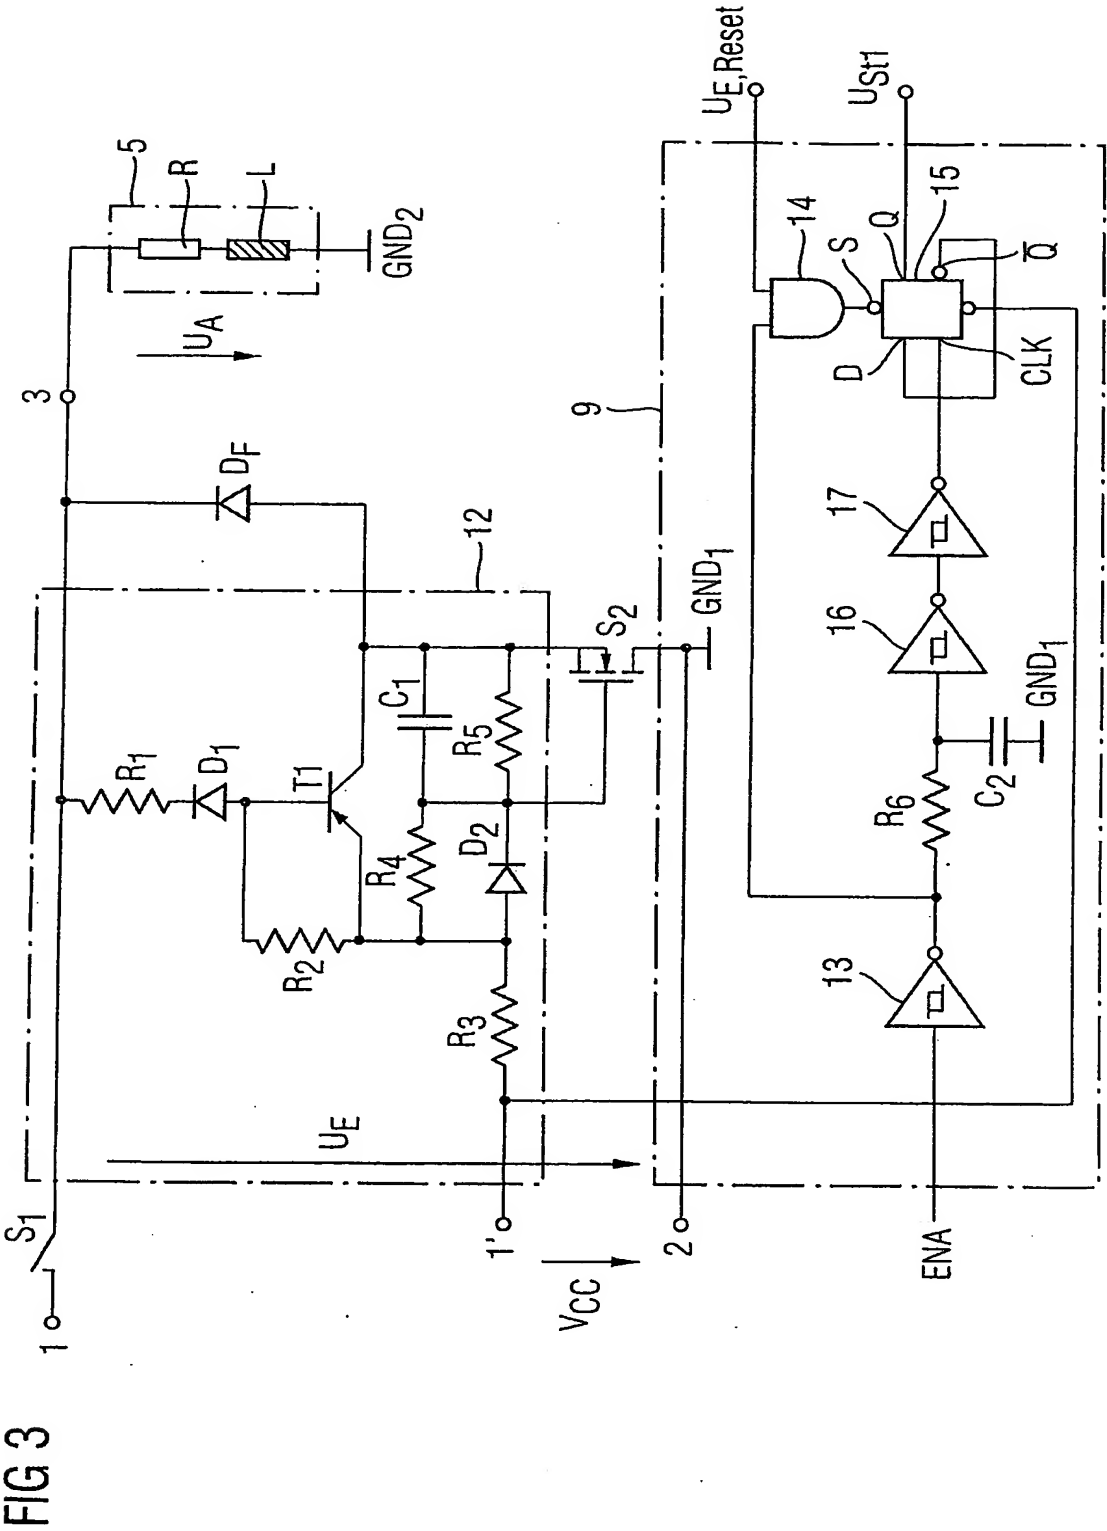 FIG 3
1
S1
UE
R1
D1
T1
R2
R3
R4
D2
C1
R5
12
S2
DF
3
UA
5
R
L
GND2
1'
VCC
2
GND1
9
UE,Reset
USt1
14
S
Q
15
D
Q̅
CLK
17
16
GND1
C2
R6
13
ENA